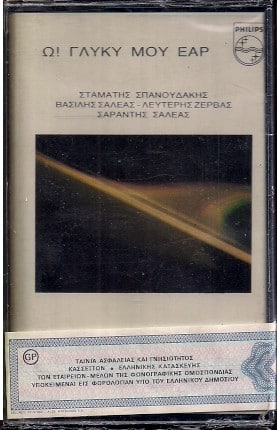 Ω! ΓΛΥΚΥ ΜΟΥ ΕΑΡ
PHILIPS
ΣΤΑΜΑΤΗΣ ΣΠΑΝΟΥΔΑΚΗΣ
ΒΑΣΙΛΗΣ ΣΑΛΕΑΣ - ΛΕΥΤΕΡΗΣ ΖΕΡΒΑΣ
ΣΑΡΑΝΤΗΣ ΣΑΛΕΑΣ
GP
ΤΑΙΝΙΑ ΑΣΦΑΛΕΙΑΣ ΚΑΙ ΓΝΗΣΙΟΤΗΤΟΣ
ΚΑΣΣΕΤΤΩΝ • ΕΛΛΗΝΙΚΗΣ ΚΑΤΑΣΚΕΥΗΣ
ΤΩΝ ΕΤΑΙΡΕΙΩΝ-ΜΕΛΩΝ ΤΗΣ ΦΩΝΟΓΡΑΦΙΚΗΣ ΟΜΟΣΠΟΝΔΙΑΣ
ΥΠΟΚΕΙΜΕΝΑΙ ΕΙΣ ΦΟΡΟΛΟΓΙΑΝ ΥΠΟ ΤΟΥ ΕΛΛΗΝΙΚΟΥ ΔΗΜΟΣΙΟΥ